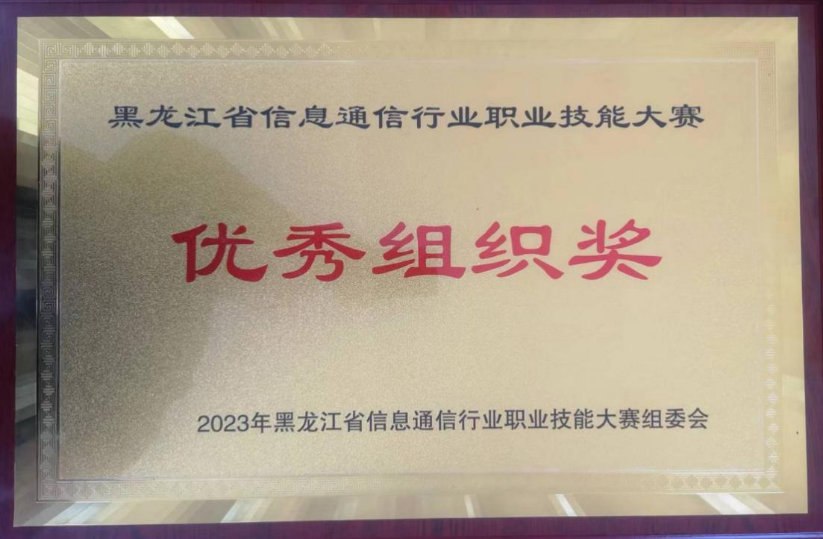 黑龙江省信息通信行业职业技能大赛
优秀组织奖
2023年黑龙江省信息通信行业职业技能大赛组委会